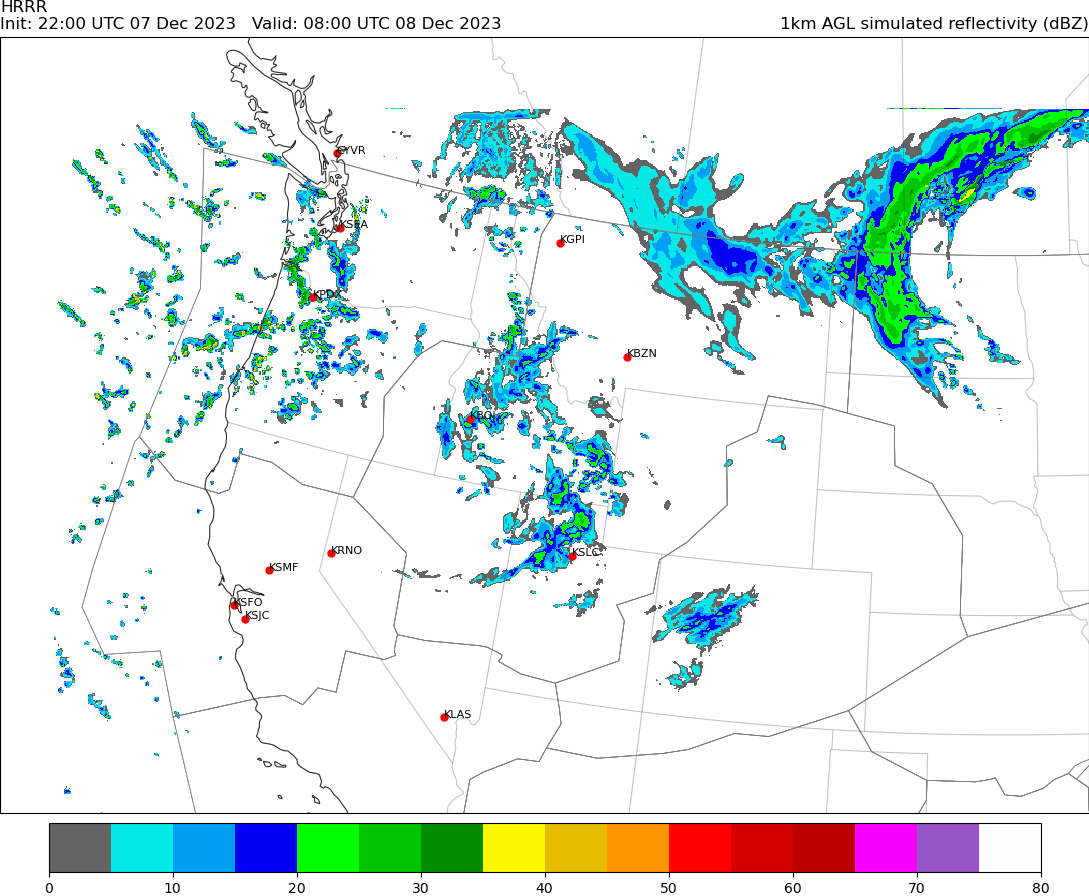 HRRR
Init: 22:00 UTC 07 Dec 2023   Valid: 08:00 UTC 08 Dec 2023   1km AGL simulated reflectivity (dBZ)
CYVR
KSEA
KGPI
KPDX
KBZN
KBOI
KRNO
KSLC
KSMF
KSFO
KSJC
KLAS
0 10 20 30 40 50 60 70 80